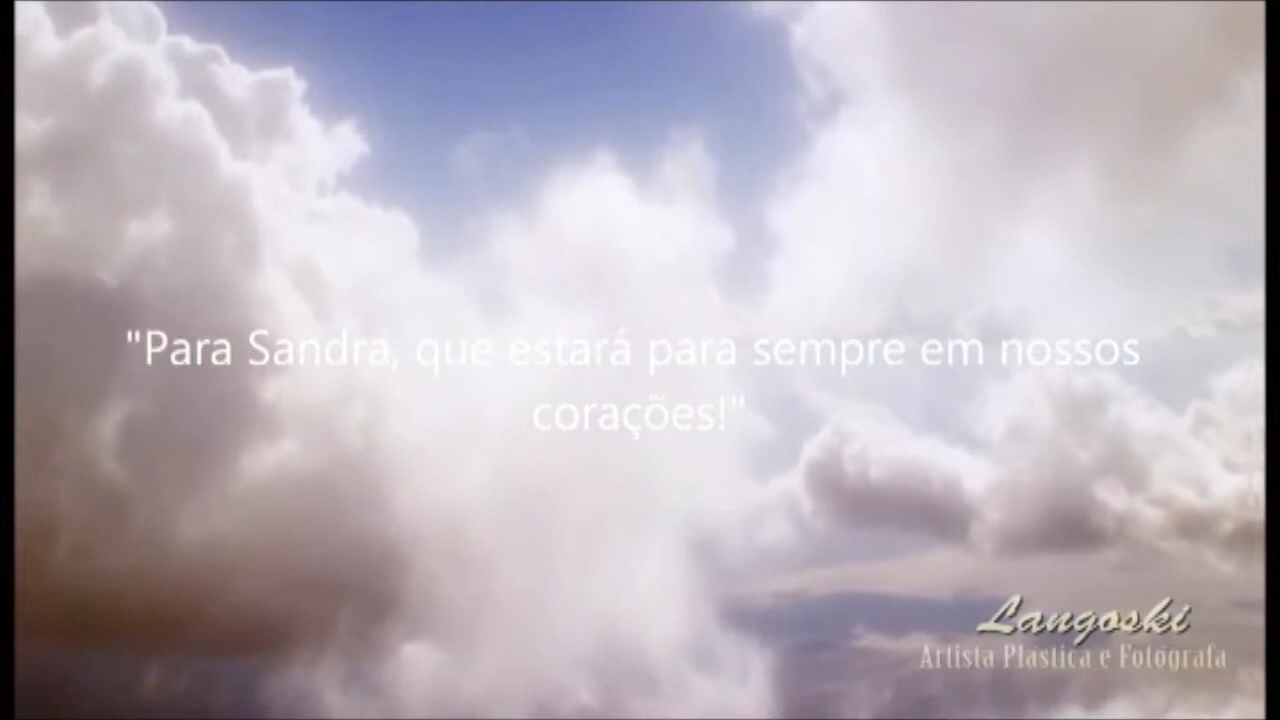 "Para Sandra, que estará para sempre em nossos
corações!"
Langoski
Artista Plastica e Fotografa